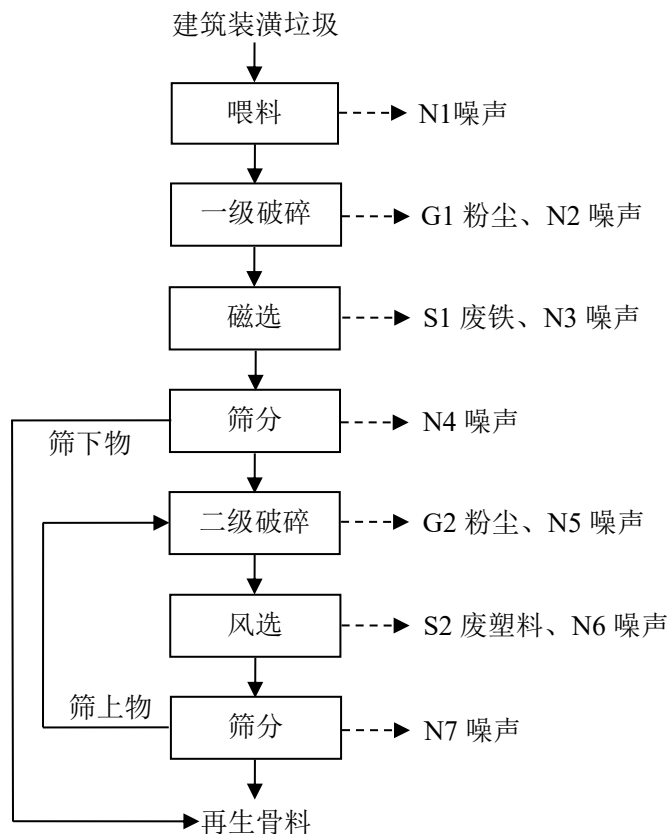 建筑装潢垃圾
喂料
N1噪声
一级破碎
G1 粉尘、N2 噪声
磁选
S1 废铁、N3 噪声
筛分
N4 噪声
筛下物
二级破碎
G2 粉尘、N5 噪声
风选
S2 废塑料、N6 噪声
筛上物
筛分
N7 噪声
再生骨料